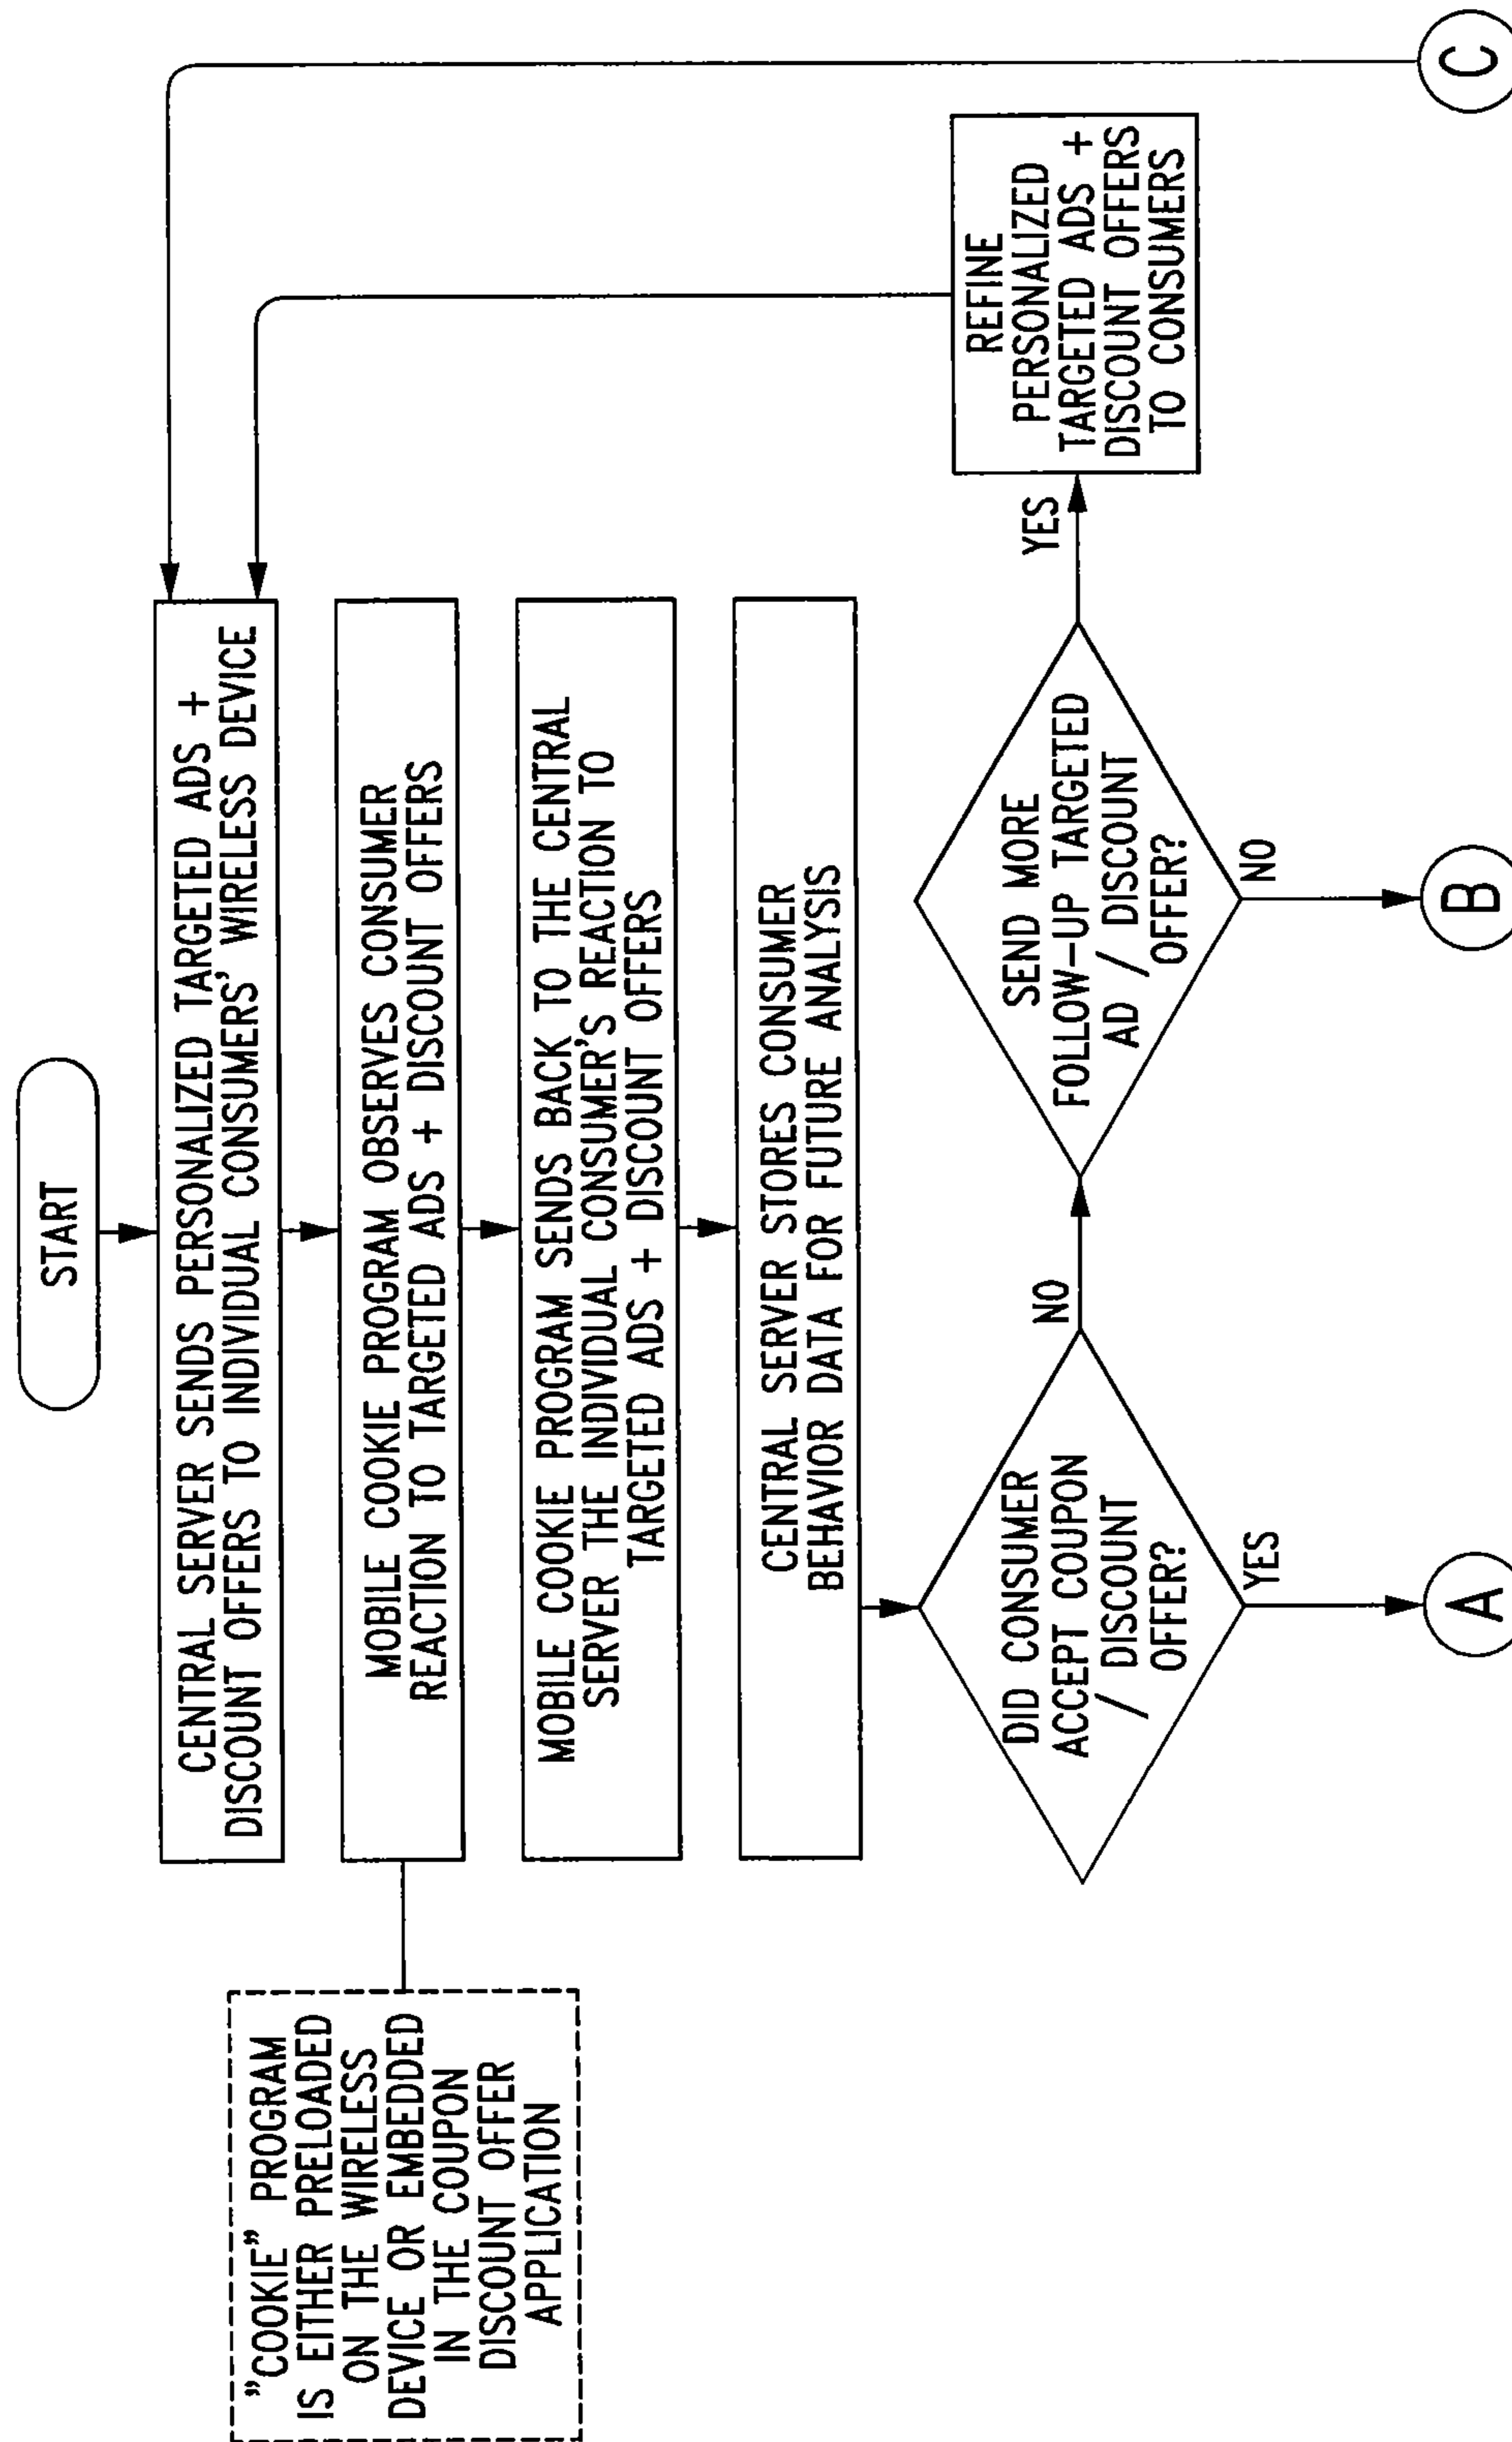 START
CENTRAL SERVER SENDS PERSONALIZED TARGETED ADS +
DISCOUNT OFFERS TO INDIVIDUAL CONSUMERS' WIRELESS DEVICE
"COOKIE" PROGRAM
IS EITHER PRELOADED
ON THE WIRELESS
DEVICE OR EMBEDDED
IN THE COUPON
DISCOUNT OFFER
APPLICATION
MOBILE COOKIE PROGRAM OBSERVES CONSUMER
REACTION TO TARGETED ADS + DISCOUNT OFFERS
MOBILE COOKIE PROGRAM SENDS BACK TO THE CENTRAL
SERVER THE INDIVIDUAL CONSUMER'S REACTION TO
TARGETED ADS + DISCOUNT OFFERS
CENTRAL SERVER STORES CONSUMER
BEHAVIOR DATA FOR FUTURE ANALYSIS
DID CONSUMER
ACCEPT COUPON
/ DISCOUNT
OFFER?
NO
YES
SEND MORE
FOLLOW-UP TARGETED
AD / DISCOUNT
OFFER?
YES
NO
REFINE
PERSONALIZED
TARGETED ADS +
DISCOUNT OFFERS
TO CONSUMERS
A
B
C